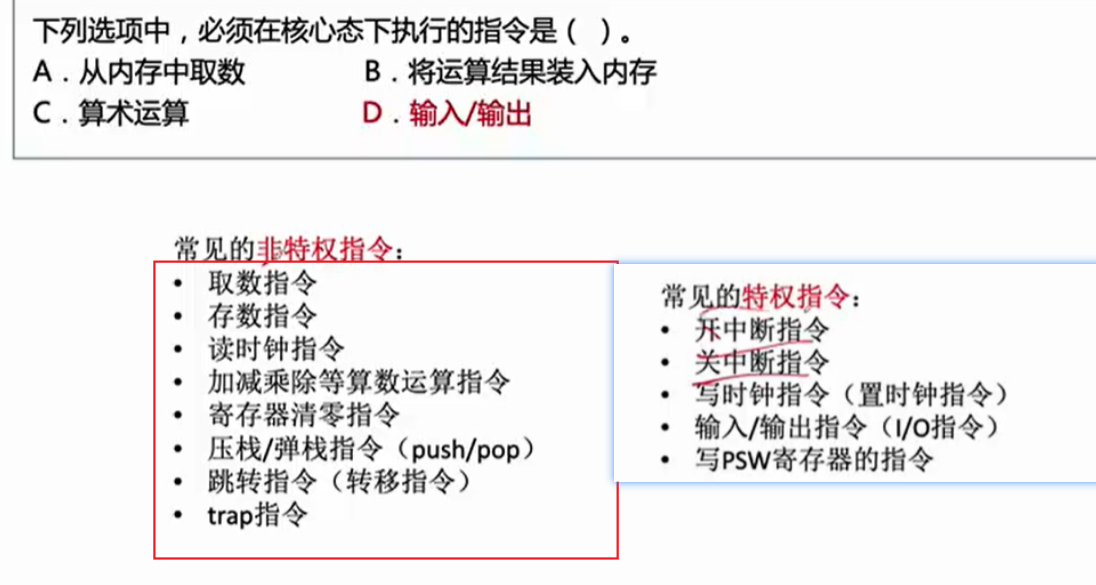 下列选项中，必须在核心态下执行的指令是（ ）。
A．从内存中取数 B．将运算结果装入内存
C．算术运算 D．输入/输出
常见的非特权指令：
• 取数指令
• 存数指令
• 读时钟指令
• 加减乘除等算数运算指令
• 寄存器清零指令
• 压栈/弹栈指令（push/pop）
• 跳转指令（转移指令）
• trap指令
常见的特权指令：
• 开中断指令
• 关中断指令
• 写时钟指令（置时钟指令）
• 输入/输出指令（I/O指令）
• 写PSW寄存器的指令